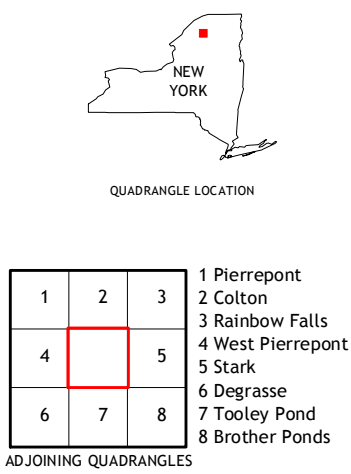 NEW
YORK
QUADRANGLE LOCATION
1 2 3
4 5
6 7 8
1 Pierrepont
2 Colton
3 Rainbow Falls
4 West Pierrepont
5 Stark
6 Degrasse
7 Tooley Pond
8 Brother Ponds
ADJOINING QUADRANGLES